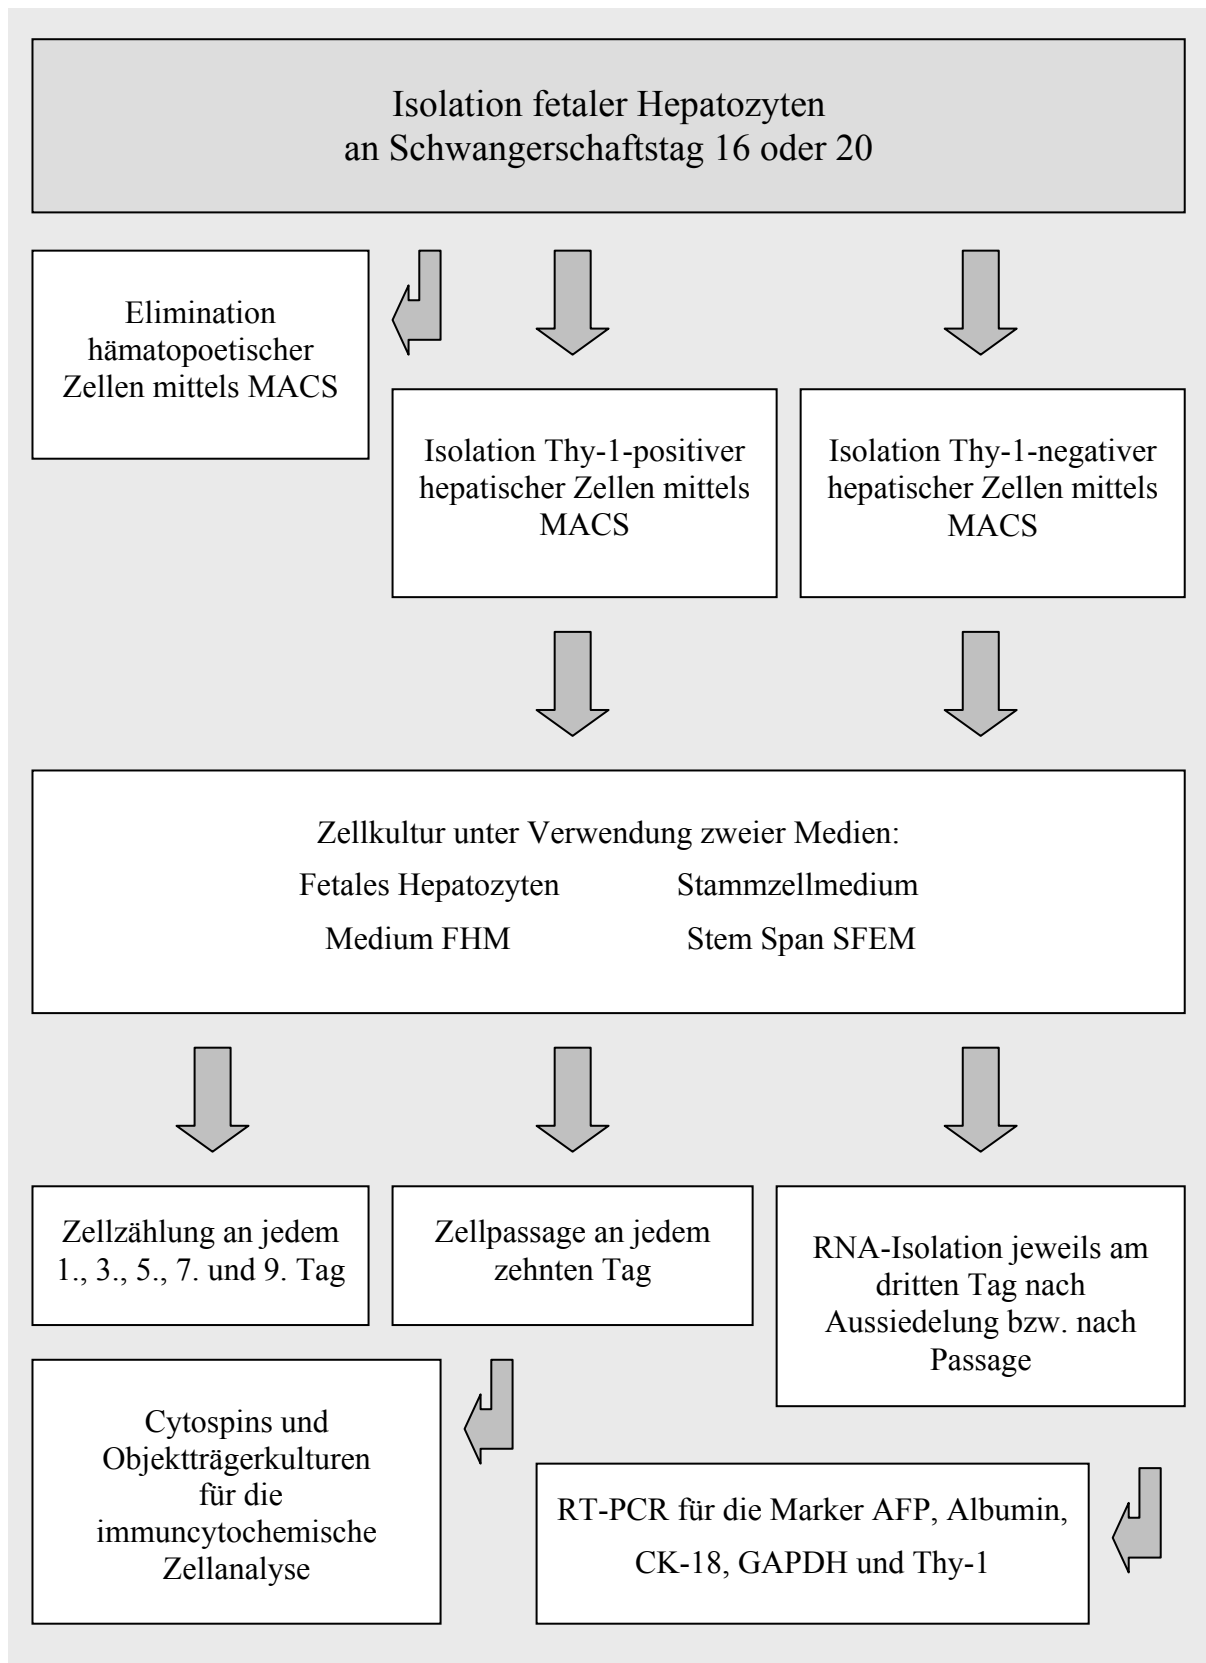 Isolation fetaler Hepatozyten
an Schwangerschaftstag 16 oder 20
Elimination
hämatopoetischer
Zellen mittels MACS
Isolation Thy-1-positiver
hepatischer Zellen mittels
MACS
Isolation Thy-1-negativer
hepatischer Zellen mittels
MACS
Zellkultur unter Verwendung zweier Medien:
Fetales Hepatozyten Stammzellmedium
Medium FHM Stem Span SFEM
Zellzählung an jedem
1., 3., 5., 7. und 9. Tag
Zellpassage an jedem
zehnten Tag
RNA-Isolation jeweils am
dritten Tag nach
Aussiedelung bzw. nach
Passage
Cytospins und
Objektträgerkulturen
für die
immuncytochemische
Zellanalyse
RT-PCR für die Marker AFP, Albumin,
CK-18, GAPDH und Thy-1